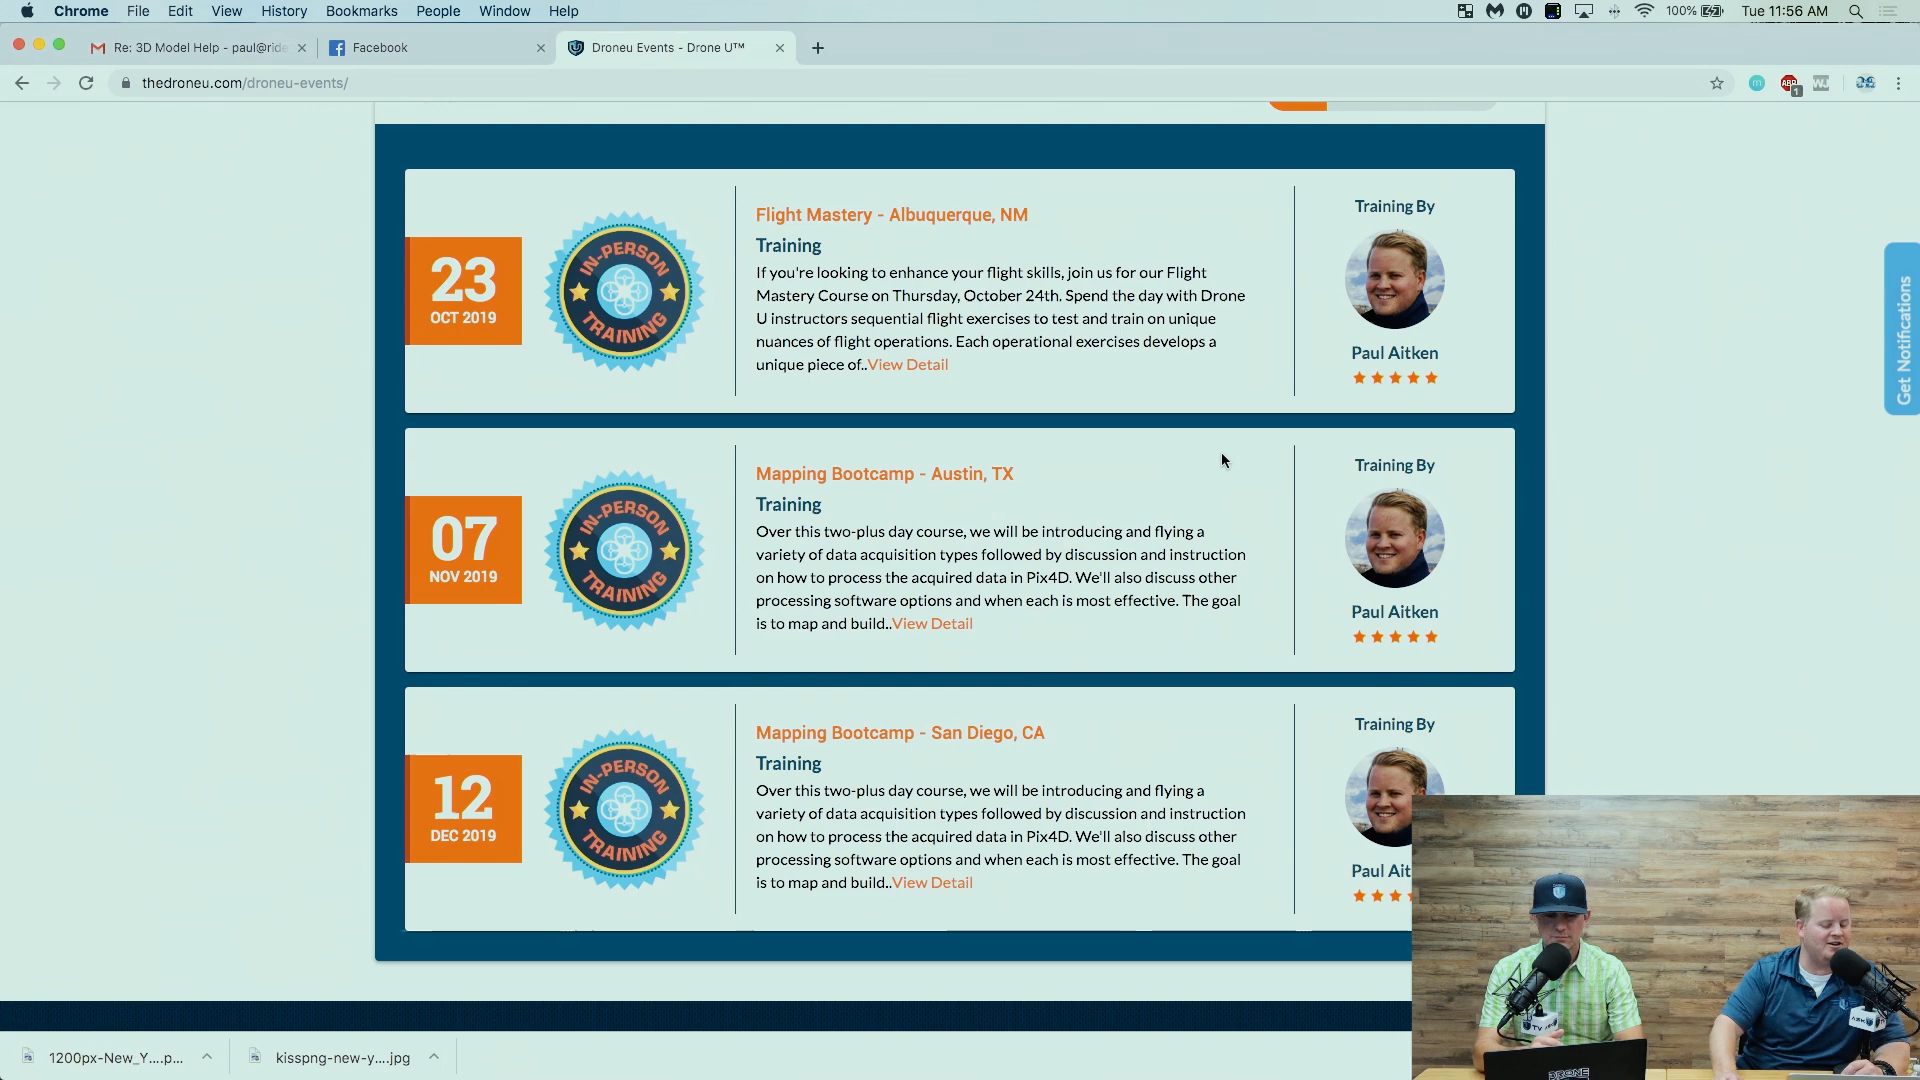 Chrome File Edit View History Bookmarks People Window Help 100% Tue 11:56 AM
Re: 3D Model Help - paul@ride Facebook Droneu Events - Drone U™
thedroneu.com/droneu-events/
23
OCT 2019
IN-PERSON
TRAINING
Flight Mastery - Albuquerque, NM
Training
If you're looking to enhance your flight skills, join us for our Flight
Mastery Course on Thursday, October 24th. Spend the day with Drone
U instructors sequential flight exercises to test and train on unique
nuances of flight operations. Each operational exercises develops a
unique piece of..View Detail
Training By
Paul Aitken
Get Notifications
07
NOV 2019
IN-PERSON
TRAINING
Mapping Bootcamp - Austin, TX
Training
Over this two-plus day course, we will be introducing and flying a
variety of data acquisition types followed by discussion and instruction
on how to process the acquired data in Pix4D. We'll also discuss other
processing software options and when each is most effective. The goal
is to map and build..View Detail
Training By
Paul Aitken
12
DEC 2019
IN-PERSON
TRAINING
Mapping Bootcamp - San Diego, CA
Training
Over this two-plus day course, we will be introducing and flying a
variety of data acquisition types followed by discussion and instruction
on how to process the acquired data in Pix4D. We'll also discuss other
processing software options and when each is most effective. The goal
is to map and build..View Detail
Training By
Paul Ait
1200px-New_Y....p... kisspng-new-y....jpg
DRONE